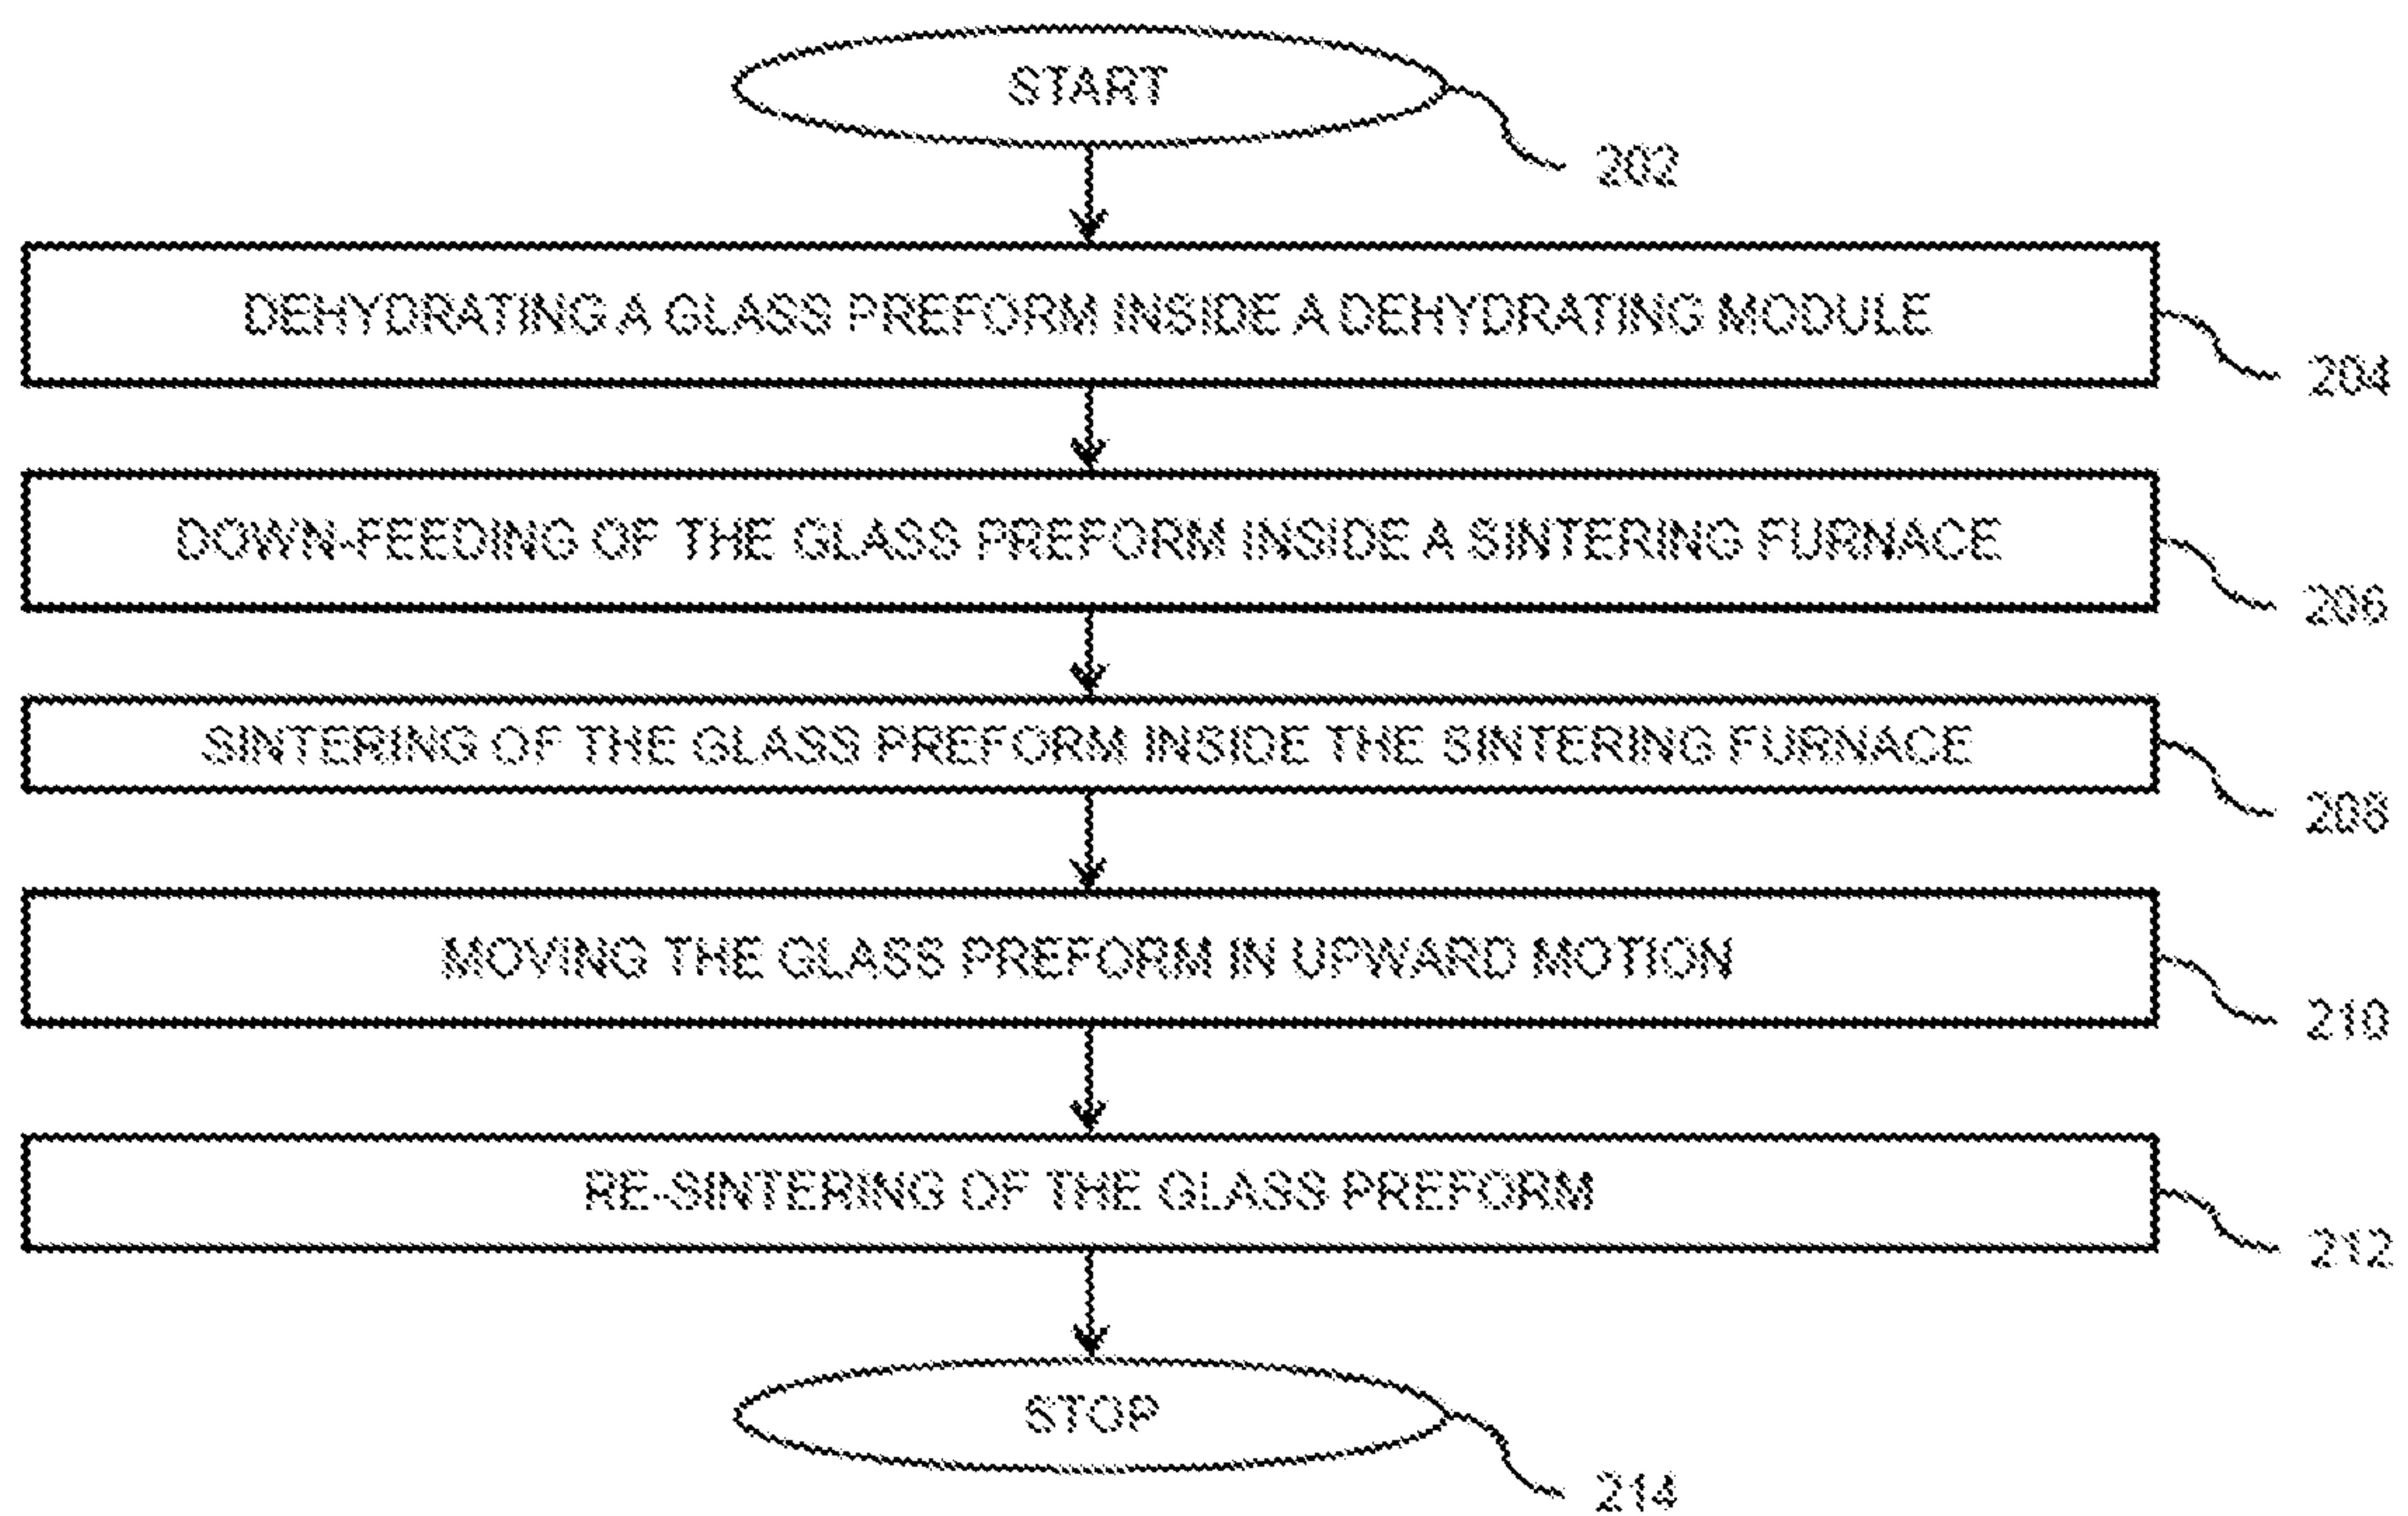 START
202
DEHYDRATING A GLASS PREFORM INSIDE A DEHYDRATING MODULE
204
DOWN-FEEDING OF THE GLASS PREFORM INSIDE A SINTERING FURNACE
206
SINTERING OF THE GLASS PREFORM INSIDE THE SINTERING FURNACE
208
MOVING THE GLASS PREFORM IN UPWARD MOTION
210
RE-SINTERING OF THE GLASS PREFORM
212
STOP
214